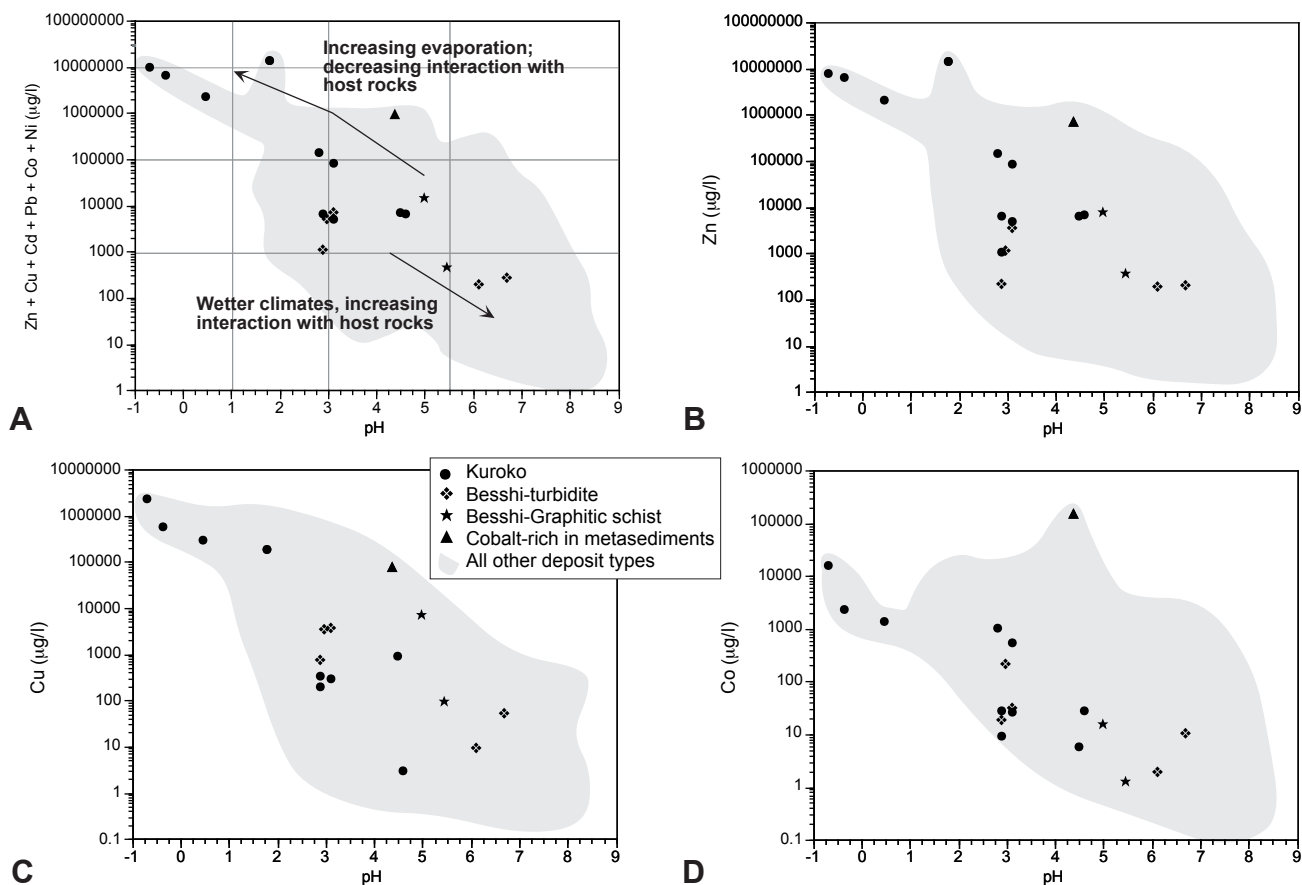 100000000
10000000
1000000
100000
10000
1000
100
10
1
Zn + Cu + Cd + Pb + Co + Ni (µg/l)
Increasing evaporation;
decreasing interaction with
host rocks
Wetter climates, increasing
interaction with host rocks
-1 0 1 2 3 4 5 6 7 8 9
pH
A
100000000
10000000
1000000
100000
10000
1000
100
10
1
Zn (µg/l)
-1 0 1 2 3 4 5 6 7 8 9
pH
B
10000000
1000000
100000
10000
1000
100
10
1
0.1
Cu (µg/l)
-1 0 1 2 3 4 5 6 7 8 9
pH
C
Kuroko
Besshi-turbidite
Besshi-Graphitic schist
Cobalt-rich in metasediments
All other deposit types
1000000
100000
10000
1000
100
10
1
0.1
Co (µg/l)
-1 0 1 2 3 4 5 6 7 8 9
pH
D